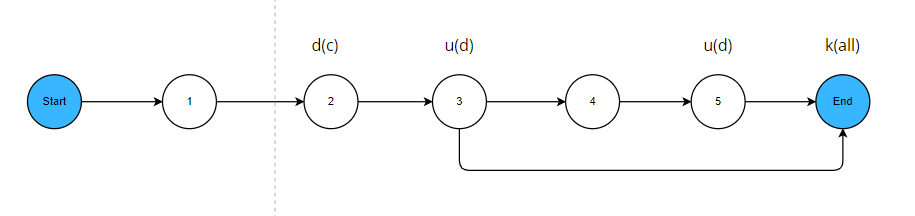 d(c) u(d) u(d) k(all)
Start 1 2 3 4 5 End